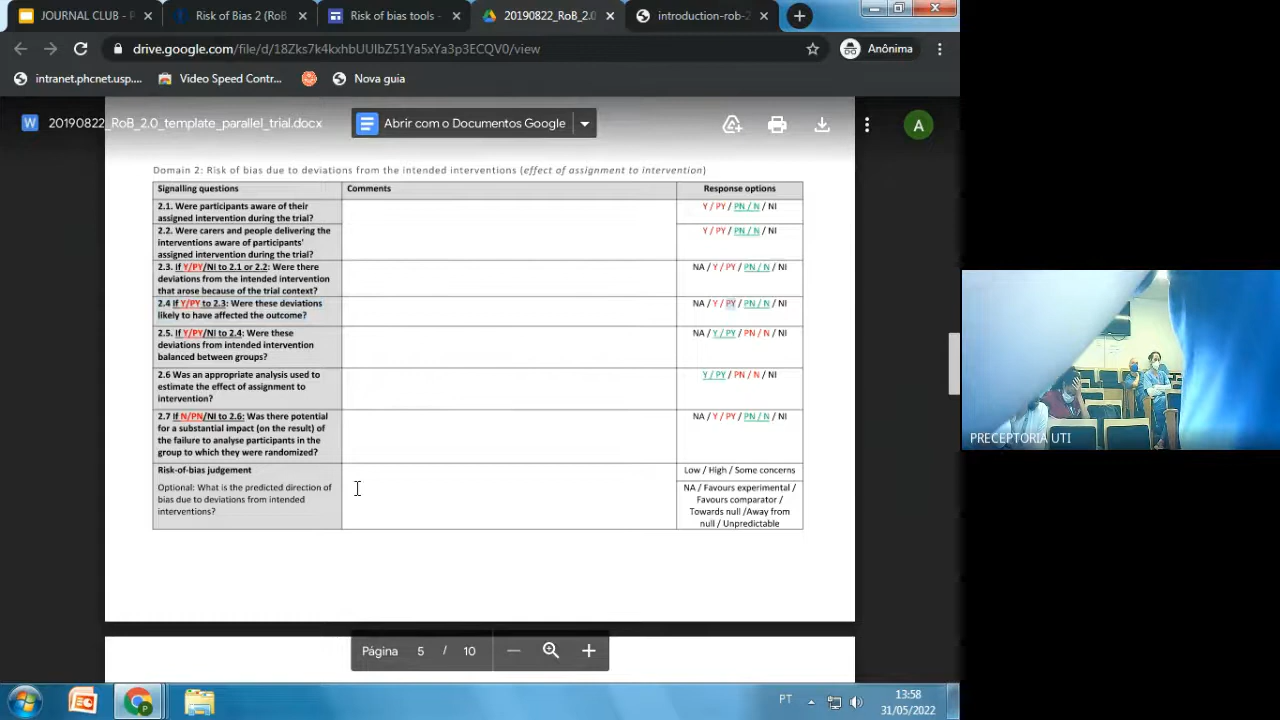 JOURNAL CLUB - P
Risk of Bias 2 (RoB
Risk of bias tools -
20190822_RoB_2.0
introduction-rob-2
drive.google.com/file/d/18Zks7k4kxhbUUlbZ51Ya5xYa3p3ECQV0/view
Anônima
intranet.phcnet.usp....
Video Speed Contr...
Nova guia
W
20190822_RoB_2.0_template_parallel_trial.docx
Abrir com o Documentos Google
A
Domain 2: Risk of bias due to deviations from the intended interventions (effect of assignment to intervention)
Signalling questions
Comments
Response options
2.1. Were participants aware of their
assigned intervention during the trial?
Y / PY / PN / N / NI
2.2. Were carers and people delivering the
interventions aware of participants'
assigned intervention during the trial?
Y / PY / PN / N / NI
2.3. If Y/PY/NI to 2.1 or 2.2: Were there
deviations from the intended intervention
that arose because of the trial context?
NA / Y / PY / PN / N / NI
2.4 If Y/PY to 2.3: Were these deviations
likely to have affected the outcome?
NA / Y / PY / PN / N / NI
2.5. If Y/PY/NI to 2.4: Were these
deviations from intended intervention
balanced between groups?
NA / Y / PY / PN / N / NI
2.6 Was an appropriate analysis used to
estimate the effect of assignment to
intervention?
Y / PY / PN / N / NI
2.7 If N/PN/NI to 2.6: Was there potential
for a substantial impact (on the result) of
the failure to analyse participants in the
group to which they were randomized?
NA / Y / PY / PN / N / NI
Risk-of-bias judgement
Low / High / Some concerns
Optional: What is the predicted direction of
bias due to deviations from intended
interventions?
NA / Favours experimental /
Favours comparator /
Towards null /Away from
null / Unpredictable
Página 5 / 10
PRECEPTORIA UTI
PT
13:58
31/05/2022